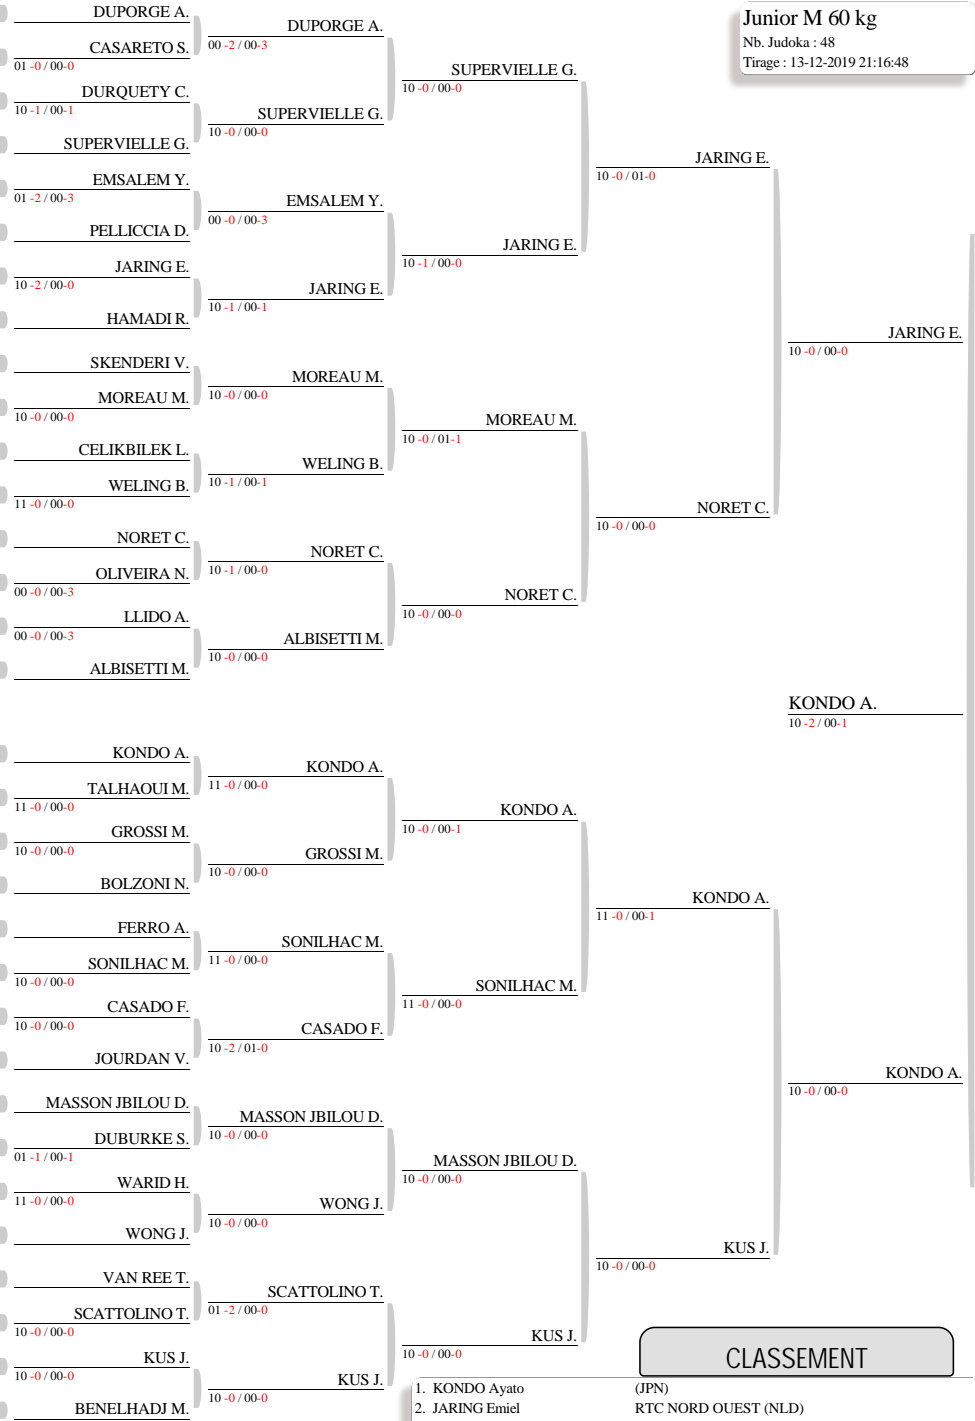 Junior M 60 kg
Nb. Judoka : 48
Tirage : 13-12-2019 21:16:48
DUPORGE A.
CASARETO S.
01 -0 / 00-0
DURQUETY C.
10 -1 / 00-1
SUPERVIELLE G.
EMSALEM Y.
01 -2 / 00-3
PELLICCIA D.
JARING E.
10 -2 / 00-0
HAMADI R.
SKENDERI V.
MOREAU M.
10 -0 / 00-0
CELIKBILEK L.
WELING B.
11 -0 / 00-0
NORET C.
OLIVEIRA N.
00 -0 / 00-3
LLIDO A.
00 -0 / 00-3
ALBISETTI M.
KONDO A.
TALHAOUI M.
11 -0 / 00-0
GROSSI M.
10 -0 / 00-0
BOLZONI N.
FERRO A.
SONILHAC M.
10 -0 / 00-0
CASADO F.
10 -0 / 00-0
JOURDAN V.
MASSON JBILOU D.
DUBURKE S.
01 -1 / 00-1
WARID H.
11 -0 / 00-0
WONG J.
VAN REE T.
SCATTOLINO T.
10 -0 / 00-0
KUS J.
10 -0 / 00-0
BENELHADJ M.
DUPORGE A.
00 -2 / 00-3
SUPERVIELLE G.
10 -0 / 00-0
EMSALEM Y.
00 -0 / 00-3
JARING E.
10 -1 / 00-1
MOREAU M.
10 -0 / 00-0
WELING B.
10 -1 / 00-1
NORET C.
10 -1 / 00-0
ALBISETTI M.
10 -0 / 00-0
KONDO A.
11 -0 / 00-0
GROSSI M.
10 -0 / 00-0
SONILHAC M.
11 -0 / 00-0
CASADO F.
10 -2 / 01-0
MASSON JBILOU D.
10 -0 / 00-0
WONG J.
10 -0 / 00-0
SCATTOLINO T.
01 -2 / 00-0
KUS J.
10 -0 / 00-0
SUPERVIELLE G.
10 -0 / 00-0
JARING E.
10 -1 / 00-0
MOREAU M.
10 -0 / 01-1
NORET C.
10 -0 / 00-0
KONDO A.
10 -0 / 00-1
SONILHAC M.
11 -0 / 00-0
MASSON JBILOU D.
10 -0 / 00-0
KUS J.
10 -0 / 00-0
JARING E.
10 -0 / 01-0
NORET C.
10 -0 / 00-0
KONDO A.
11 -0 / 00-1
KUS J.
10 -0 / 00-0
JARING E.
10 -0 / 00-0
KONDO A.
10 -2 / 00-1
KONDO A.
10 -0 / 00-0
CLASSEMENT
1. KONDO Ayato (JPN)
2. JARING Emiel RTC NORD OUEST (NLD)